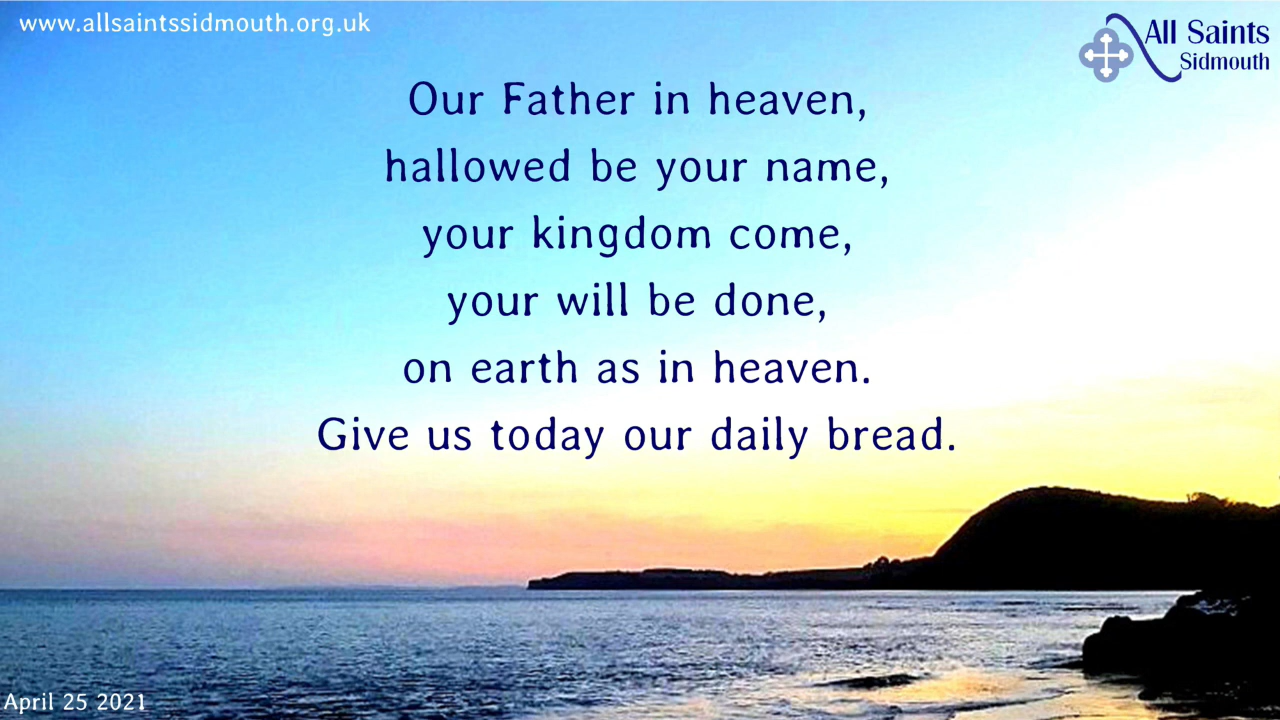 www.allsaintssidmouth.org.uk
All Saints
Sidmouth
Our Father in heaven,
hallowed be your name,
your kingdom come,
your will be done,
on earth as in heaven.
Give us today our daily bread.
April 25 2021